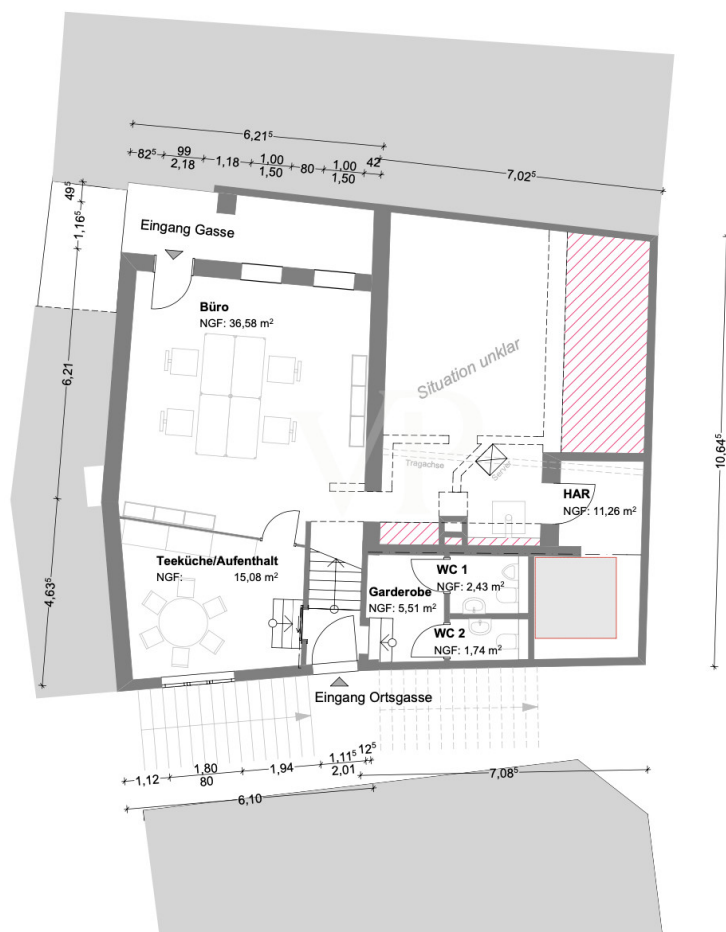 6,21⁵
82⁵
99
2,18
1,18
1,00
1,50
80
1,00
1,50
42
7,02⁵
49⁵
1,16⁵
Eingang Gasse
Büro
NGF: 36,58 m²
6,21
Situation unklar
10,64⁵
Tragachse
Server
HAR
NGF: 11,26 m²
Teeküche/Aufenthalt
NGF: 15,08 m²
WC 1
NGF: 2,43 m²
Garderobe
NGF: 5,51 m²
4,63⁵
WC 2
NGF: 1,74 m²
Eingang Ortsgasse
1,12
1,80
80
1,94
1,11⁵
2,01
12⁵
7,08⁵
6,10
VP